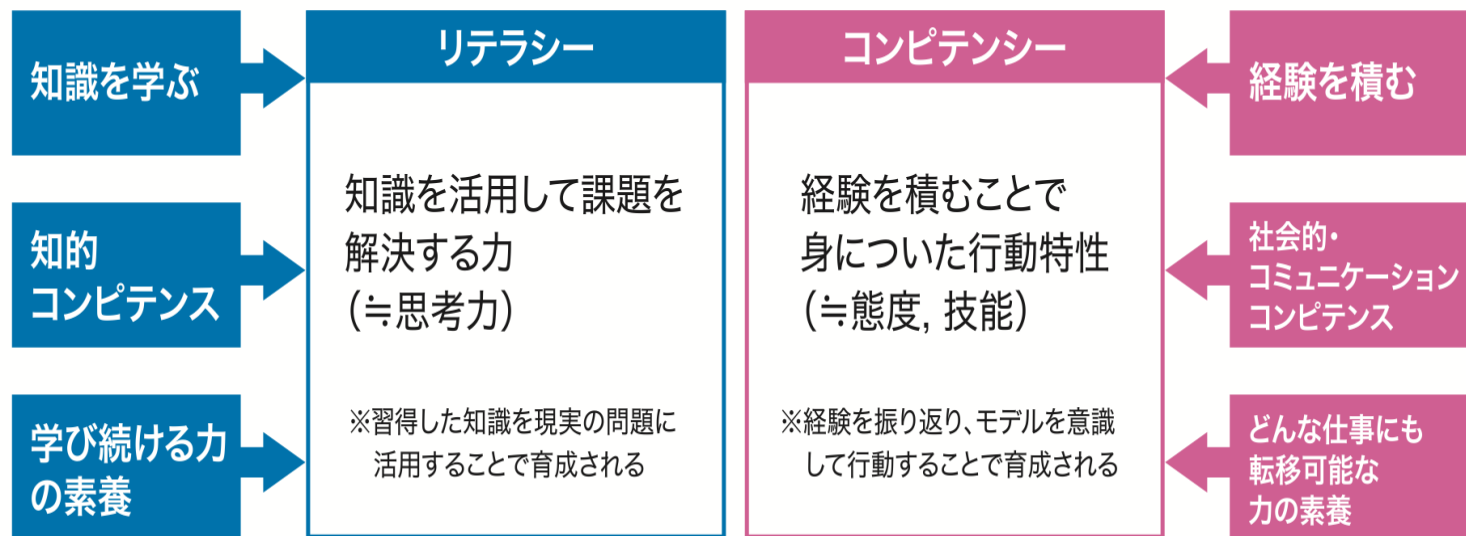 知識を学ぶ
知的
コンピテンス
学び続ける力
の素養
リテラシー
知識を活用して課題を
解決する力
(≒思考力)
※習得した知識を現実の問題に
活用することで育成される
コンピテンシー
経験を積むことで
身についた行動特性
(≒態度, 技能)
※経験を振り返り、モデルを意識
して行動することで育成される
経験を積む
社会的・
コミュニケーション
コンピテンス
どんな仕事にも
転移可能な
力の素養